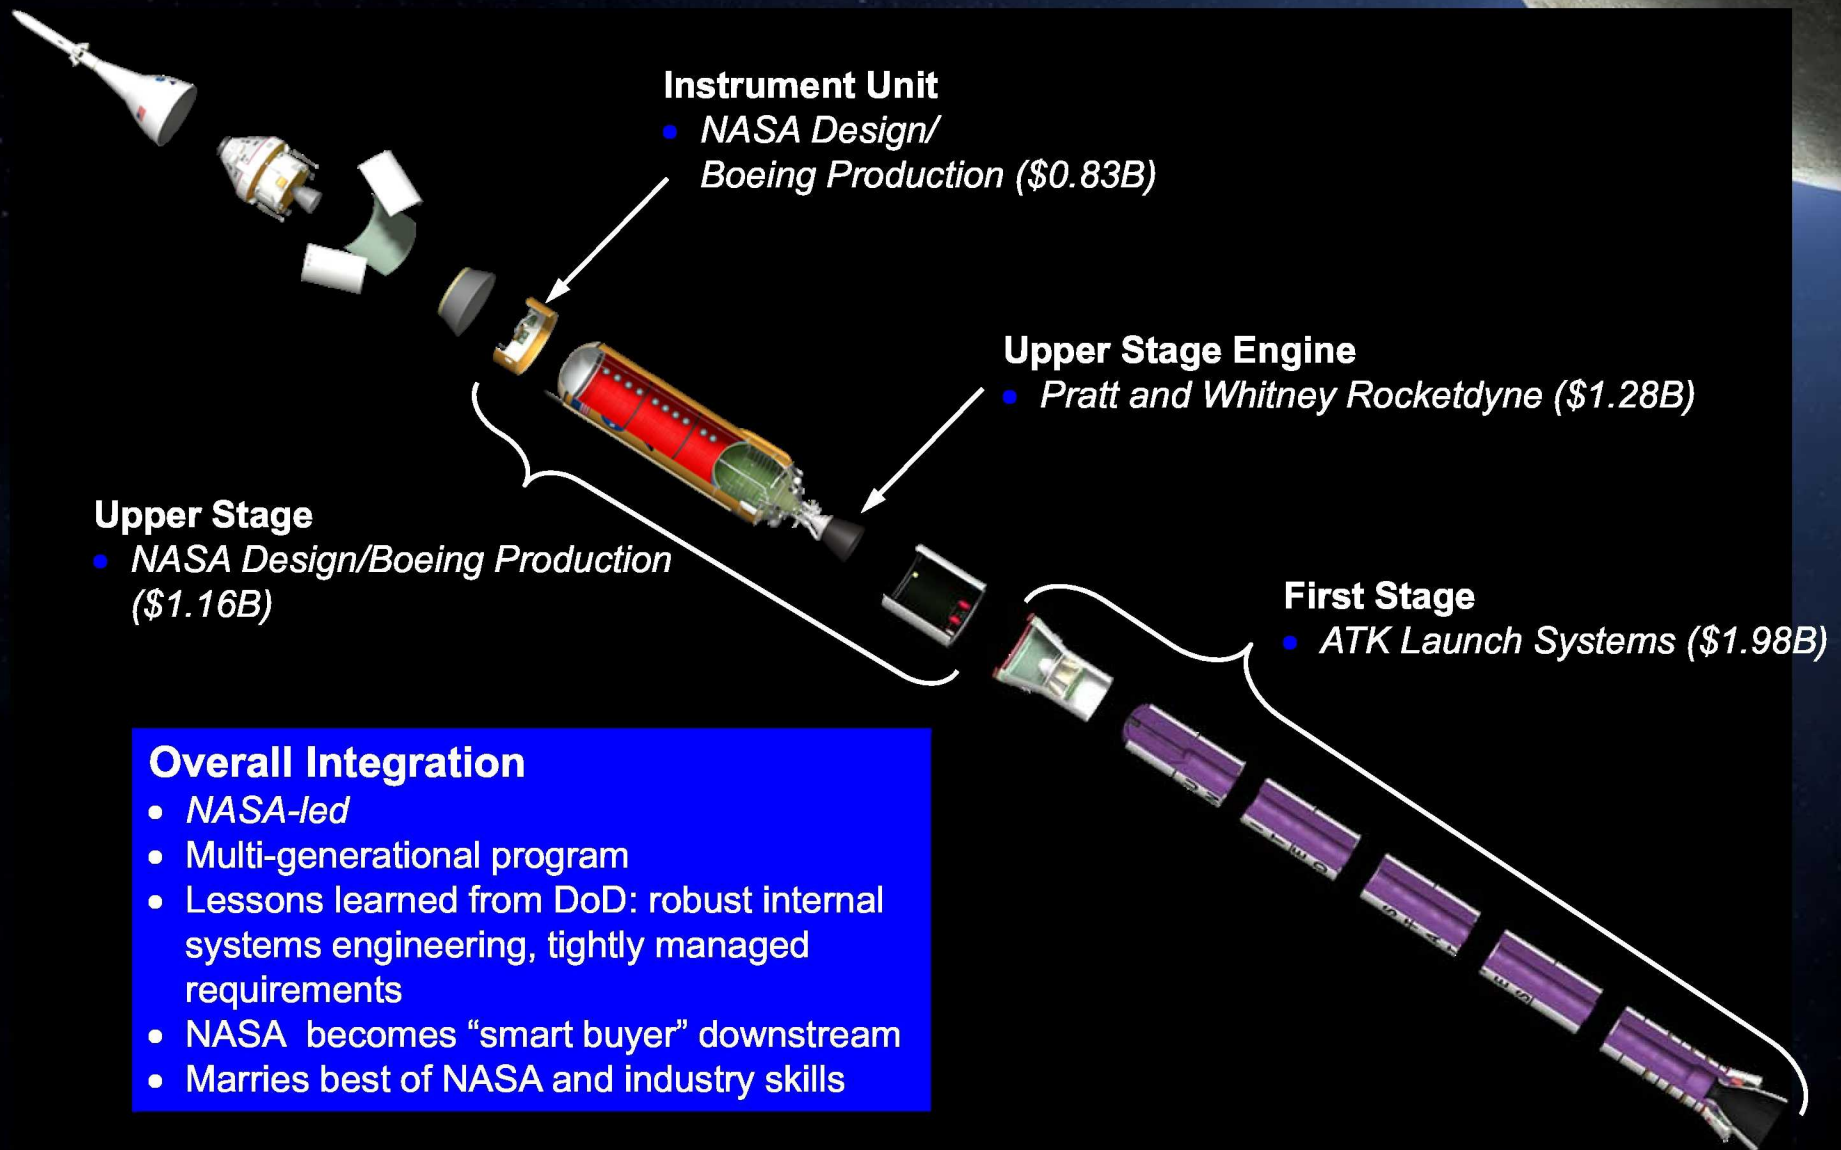 Instrument Unit
• NASA Design/
Boeing Production ($0.83B)
Upper Stage Engine
• Pratt and Whitney Rocketdyne ($1.28B)
Upper Stage
• NASA Design/Boeing Production
($1.16B)
First Stage
• ATK Launch Systems ($1.98B)
Overall Integration
• NASA-led
• Multi-generational program
• Lessons learned from DoD: robust internal
systems engineering, tightly managed
requirements
• NASA  becomes “smart buyer” downstream
• Marries best of NASA and industry skills